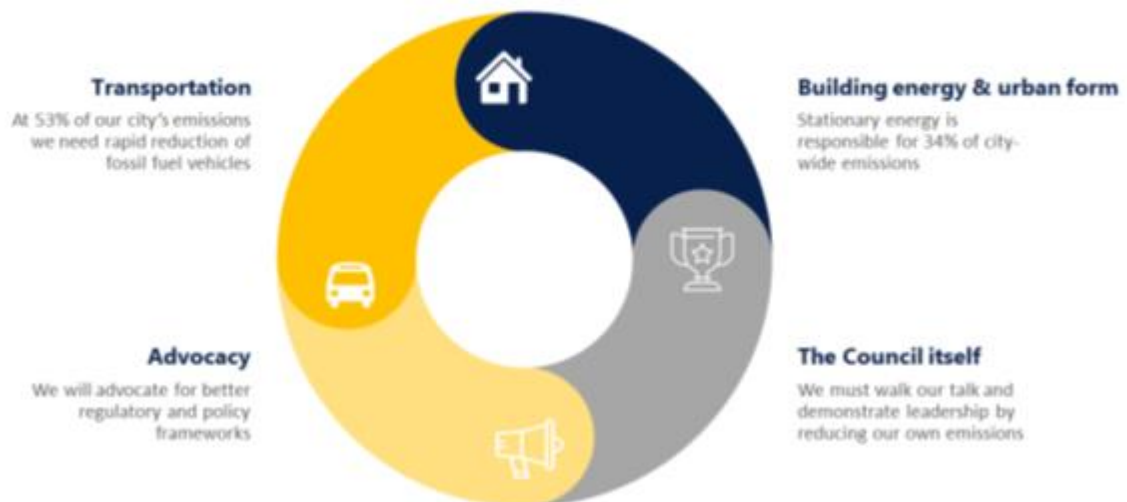 Transportation
At 53% of our city's emissions
we need rapid reduction of
fossil fuel vehicles
Building energy & urban form
Stationary energy is
responsible for 34% of city-
wide emissions
Advocacy
We will advocate for better
regulatory and policy
frameworks
The Council itself
We must walk our talk and
demonstrate leadership by
reducing our own emissions